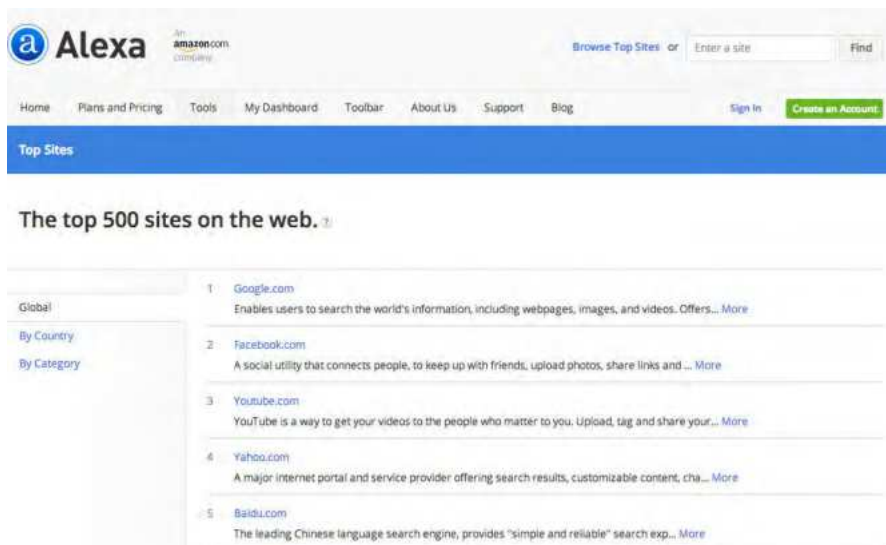 a Alexa An
amazon.com
company
Browse Top Sites or Enter a site Find
Home Plans and Pricing Tools My Dashboard Toolbar About Us Support Blog Sign In Create an Account
Top Sites
The top 500 sites on the web. ?
Global
By Country
By Category
1 Google.com
Enables users to search the world's information, including webpages, images, and videos. Offers... More
2 Facebook.com
A social utility that connects people, to keep up with friends, upload photos, share links and ... More
3 Youtube.com
YouTube is a way to get your videos to the people who matter to you. Upload, tag and share your... More
4 Yahoo.com
A major internet portal and service provider offering search results, customizable content, cha... More
5 Baidu.com
The leading Chinese language search engine, provides "simple and reliable" search exp... More